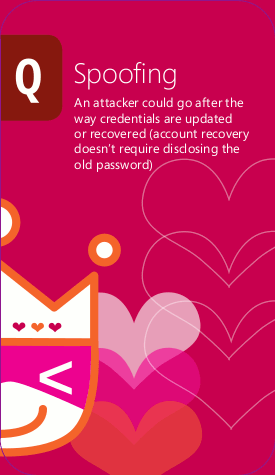 Q
Spoofing
An attacker could go after the
way credentials are updated
or recovered (account recovery
doesn't require disclosing the
old password)